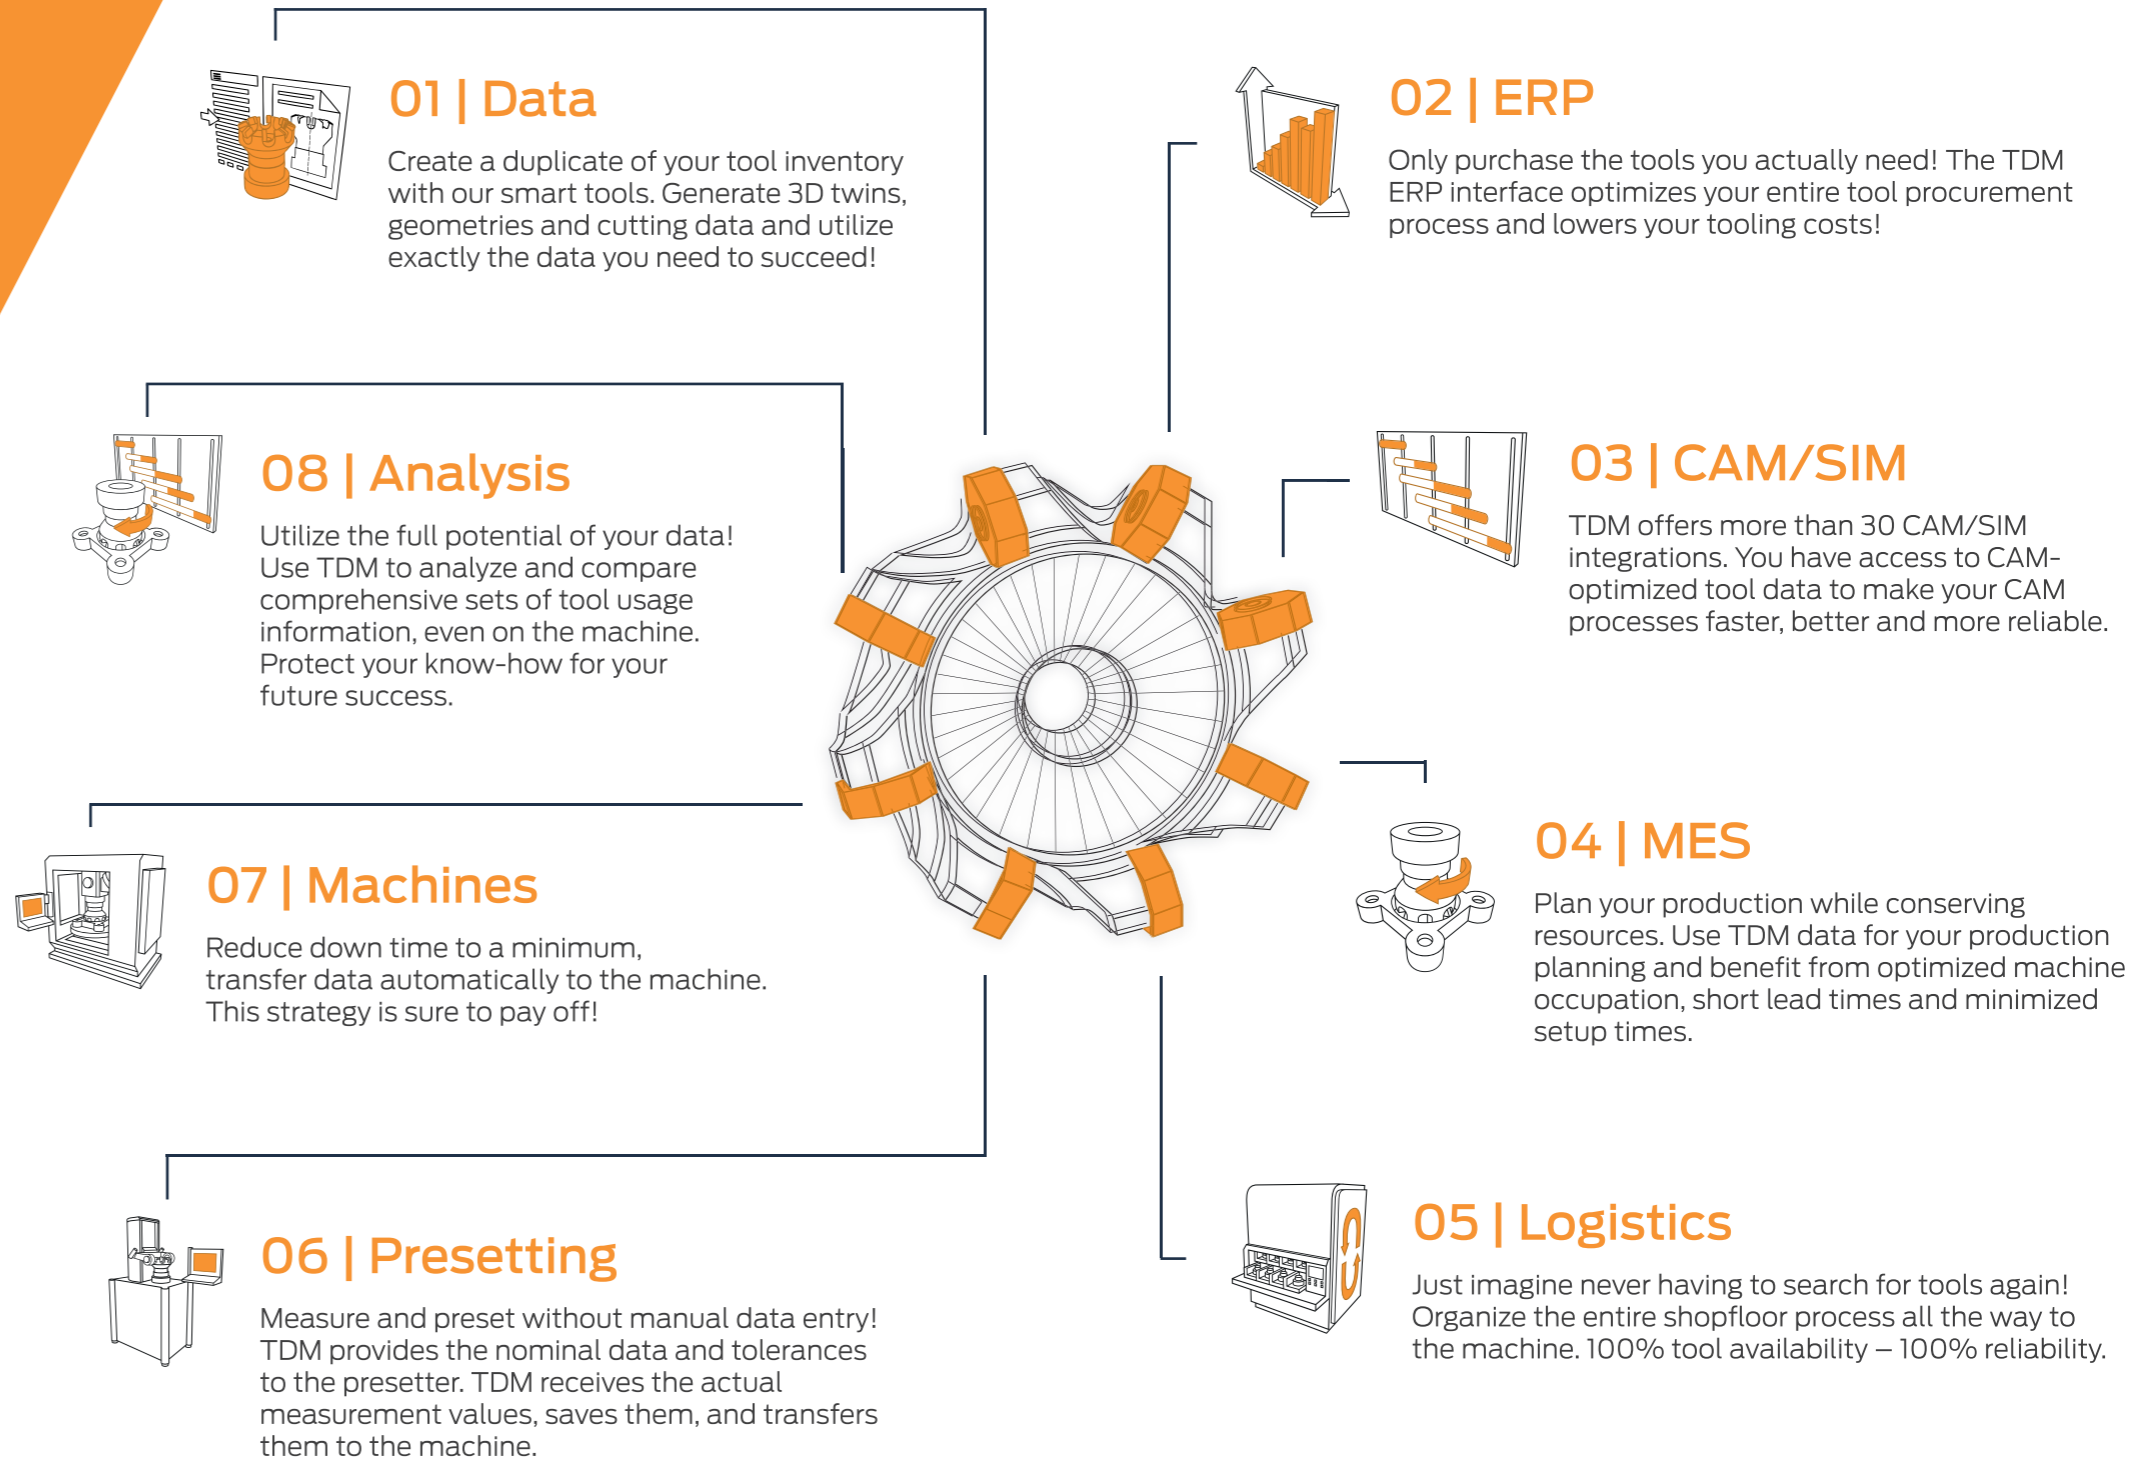 01 | Data
Create a duplicate of your tool inventory
with our smart tools. Generate 3D twins,
geometries and cutting data and utilize
exactly the data you need to succeed!
02 | ERP
Only purchase the tools you actually need! The TDM
ERP interface optimizes your entire tool procurement
process and lowers your tooling costs!
03 | CAM/SIM
TDM offers more than 30 CAM/SIM
integrations. You have access to CAM-
optimized tool data to make your CAM
processes faster, better and more reliable.
04 | MES
Plan your production while conserving
resources. Use TDM data for your production
planning and benefit from optimized machine
occupation, short lead times and minimized
setup times.
05 | Logistics
Just imagine never having to search for tools again!
Organize the entire shopfloor process all the way to
the machine. 100% tool availability – 100% reliability.
06 | Presetting
Measure and preset without manual data entry!
TDM provides the nominal data and tolerances
to the presetter. TDM receives the actual
measurement values, saves them, and transfers
them to the machine.
07 | Machines
Reduce down time to a minimum,
transfer data automatically to the machine.
This strategy is sure to pay off!
08 | Analysis
Utilize the full potential of your data!
Use TDM to analyze and compare
comprehensive sets of tool usage
information, even on the machine.
Protect your know-how for your
future success.